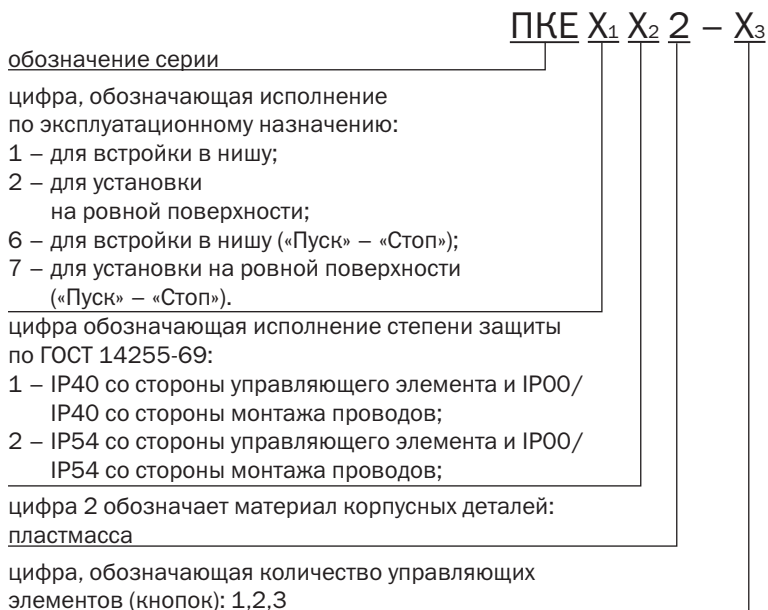 ПКЕ X1 X2 2 – X3
обозначение серии
цифра, обозначающая исполнение
по эксплуатационному назначению:
1 – для встройки в нишу;
2 – для установки
на ровной поверхности;
6 – для встройки в нишу («Пуск» – «Стоп»);
7 – для установки на ровной поверхности
(«Пуск» – «Стоп»).
цифра обозначающая исполнение степени защиты
по ГОСТ 14255-69:
1 – IP40 со стороны управляющего элемента и IP00/
IP40 со стороны монтажа проводов;
2 – IP54 со стороны управляющего элемента и IP00/
IP54 со стороны монтажа проводов;
цифра 2 обозначает материал корпусных деталей:
пластмасса
цифра, обозначающая количество управляющих
элементов (кнопок): 1,2,3